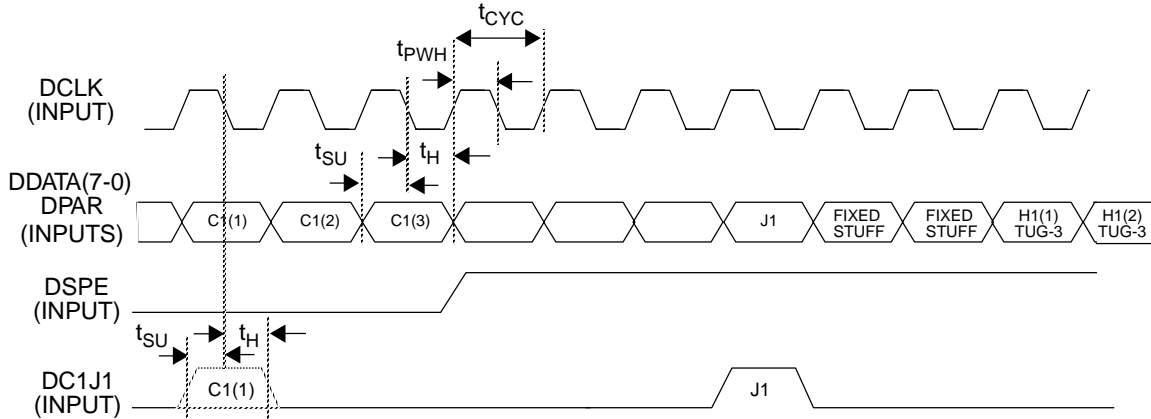 tCYC
tPWH
DCLK
(INPUT)
tSU
tH
DDATA(7-0)
DPAR
(INPUTS)
C1(1)
C1(2)
C1(3)
J1
FIXED
STUFF
FIXED
STUFF
H1(1)
TUG-3
H1(2)
TUG-3
DSPE
(INPUT)
tSU
tH
DC1J1
(INPUT)
C1(1)
J1